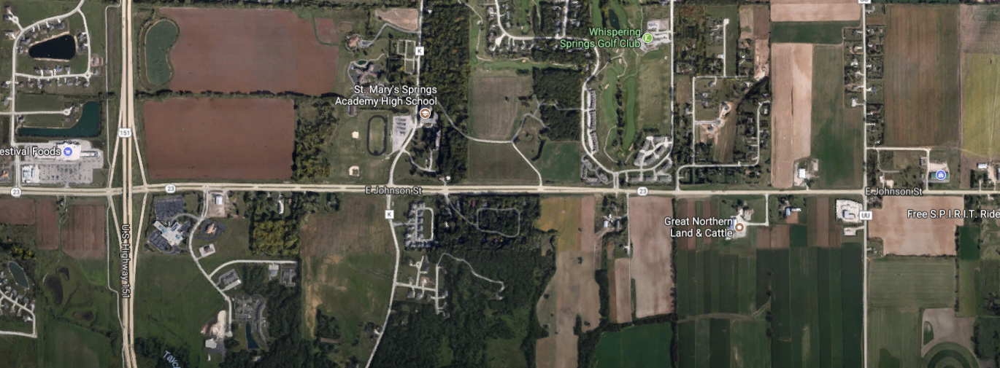 K
Whispering
Springs Golf Club
St. Mary's Springs
Academy High School
151
estival Foods
23
23
E Johnson St
23
E Johnson St
K
UU
Great Northern
Land & Cattle
Free S.P.I.R.I.T. Ride
U.S. Highway 151